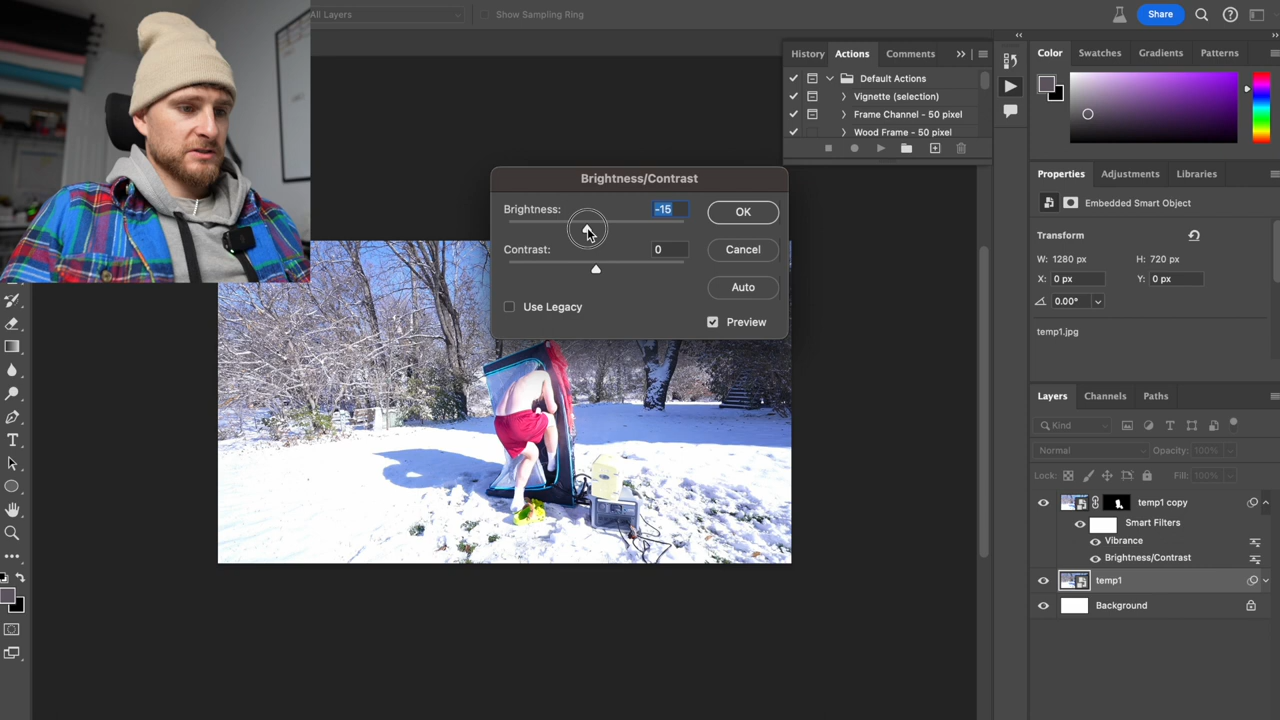 All Layers
Show Sampling Ring
Share
History
Actions
Comments
Default Actions
Vignette (selection)
Frame Channel - 50 pixel
Wood Frame - 50 pixel
Color
Swatches
Gradients
Patterns
Brightness/Contrast
Brightness:
-15
OK
Contrast:
0
Cancel
Auto
Use Legacy
Preview
Properties
Adjustments
Libraries
Embedded Smart Object
Transform
W: 1280 px
H: 720 px
X: 0 px
Y: 0 px
0.00°
temp1.jpg
Layers
Channels
Paths
Kind
Normal
Opacity: 100%
Lock:
Fill: 100%
temp1 copy
Smart Filters
Vibrance
Brightness/Contrast
temp1
Background